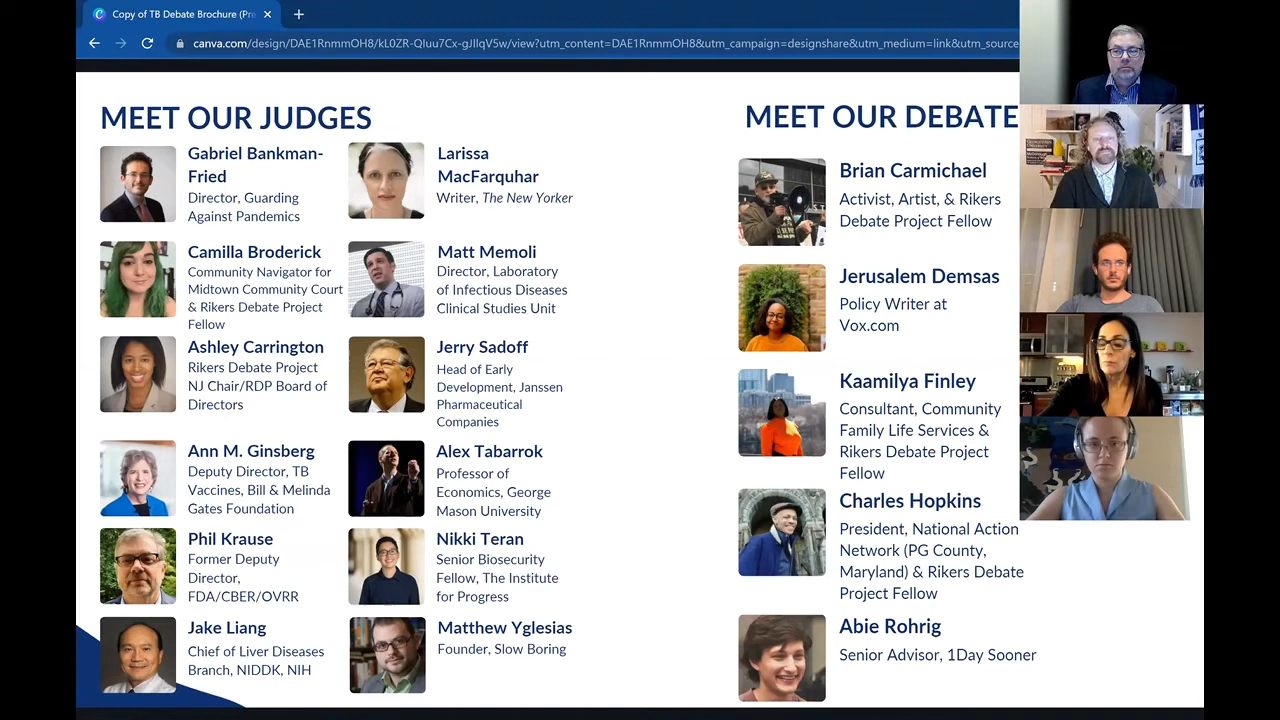 Copy of TB Debate Brochure (Pre
canva.com/design/DAE1RnmmOH8/kL0ZR-QIuu7Cx-gJIlqV5w/view?utm_content=DAE1RnmmOH8&utm_campaign=designshare&utm_medium=link&utm_source
MEET OUR JUDGES
Gabriel Bankman-
Fried
Director, Guarding
Against Pandemics
Camilla Broderick
Community Navigator for
Midtown Community Court
& Rikers Debate Project
Fellow
Ashley Carrington
Rikers Debate Project
NJ Chair/RDP Board of
Directors
Ann M. Ginsberg
Deputy Director, TB
Vaccines, Bill & Melinda
Gates Foundation
Phil Krause
Former Deputy
Director,
FDA/CBER/OVRR
Jake Liang
Chief of Liver Diseases
Branch, NIDDK, NIH
Larissa
MacFarquhar
Writer, The New Yorker
Matt Memoli
Director, Laboratory
of Infectious Diseases
Clinical Studies Unit
Jerry Sadoff
Head of Early
Development, Janssen
Pharmaceutical
Companies
Alex Tabarrok
Professor of
Economics, George
Mason University
Nikki Teran
Senior Biosecurity
Fellow, The Institute
for Progress
Matthew Yglesias
Founder, Slow Boring
MEET OUR DEBATE
Brian Carmichael
Activist, Artist, & Rikers
Debate Project Fellow
Jerusalem Demsas
Policy Writer at
Vox.com
Kaamilya Finley
Consultant, Community
Family Life Services &
Rikers Debate Project
Fellow
Charles Hopkins
President, National Action
Network (PG County,
Maryland) & Rikers Debate
Project Fellow
Abie Rohrig
Senior Advisor, 1Day Sooner